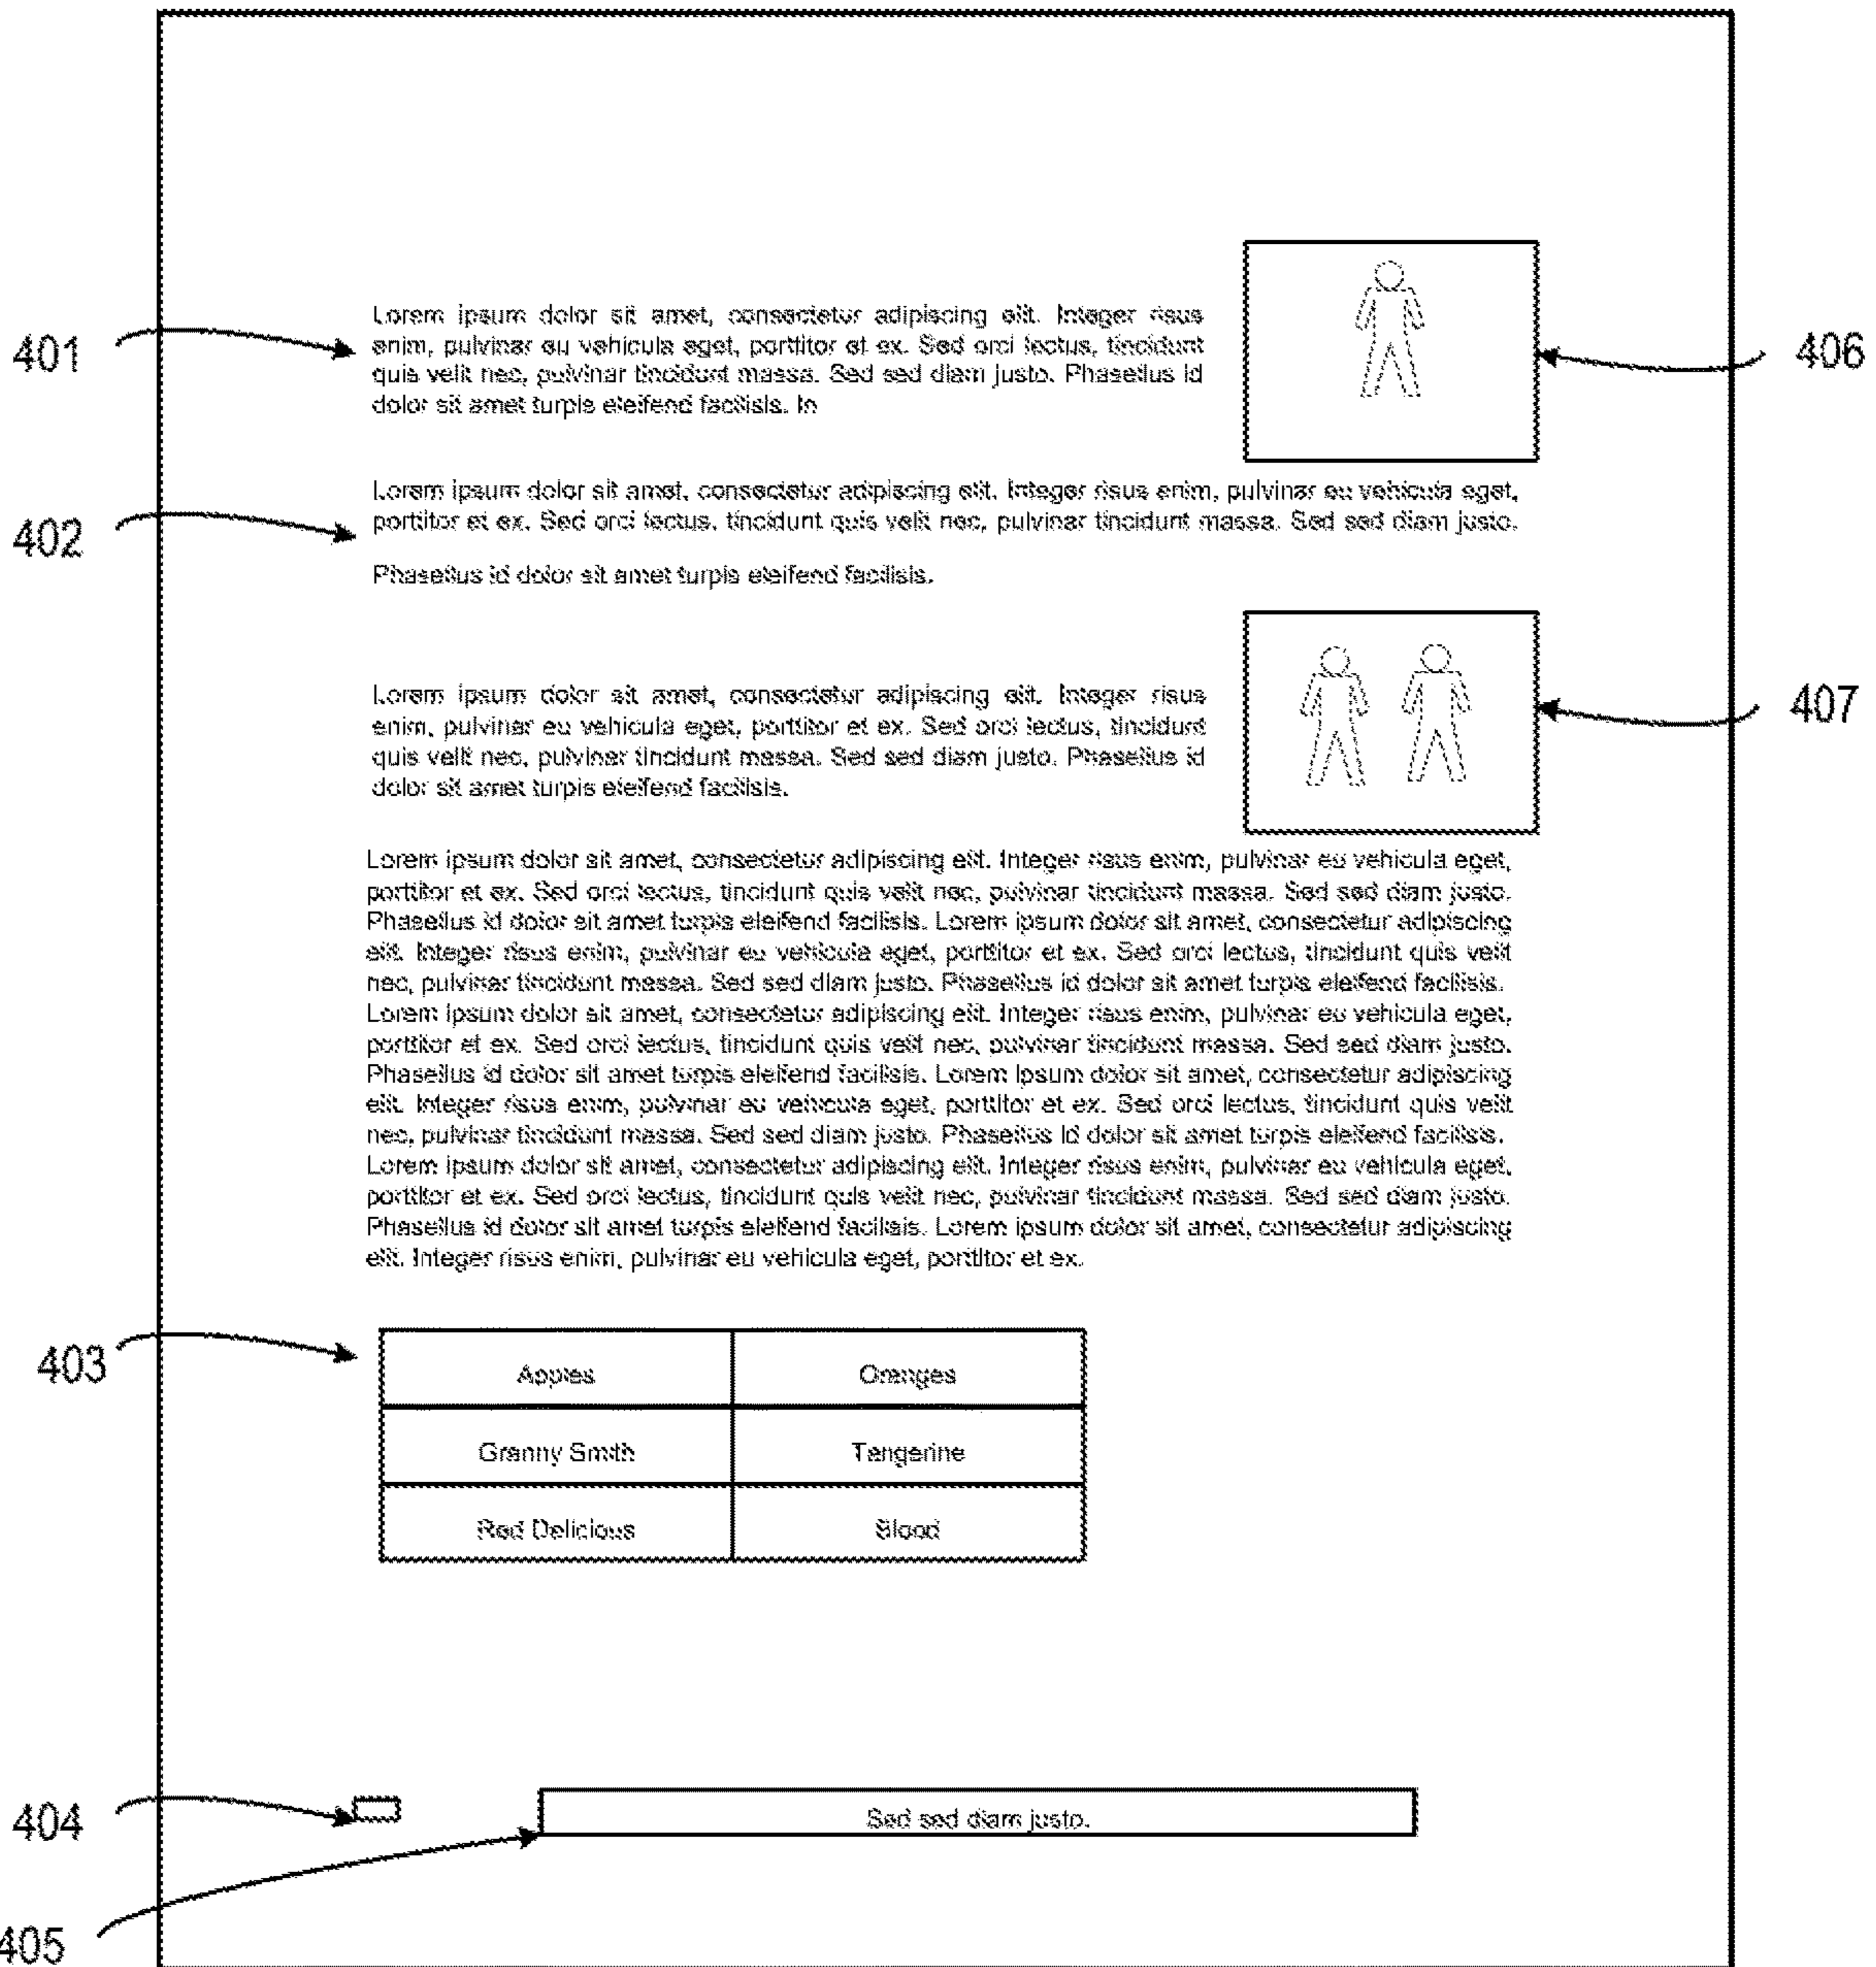 Lorem ipsum dolor sit amet, consectetur adipiscing elit. Integer risus
enim, pulvinar eu vehicula eget, porttitor et ex. Sed orci lectus, tincidunt
quis velit nec, pulvinar tincidunt massa. Sed sed diam justo. Phasellus id
dolor sit amet turpis eleifend facilisis. In
401
406
Lorem ipsum dolor sit amet, consectetur adipiscing elit. Integer risus enim, pulvinar eu vehicula eget,
porttitor et ex. Sed orci lectus, tincidunt quis velit nec, pulvinar tincidunt massa. Sed sed diam justo.
402
Phasellus id dolor sit amet turpis eleifend facilisis.
Lorem ipsum dolor sit amet, consectetur adipiscing elit. Integer risus
enim, pulvinar eu vehicula eget, porttitor et ex. Sed orci lectus, tincidunt
quis velit nec, pulvinar tincidunt massa. Sed sed diam justo. Phasellus id
dolor sit amet turpis eleifend facilisis.
407
Lorem ipsum dolor sit amet, consectetur adipiscing elit. Integer risus enim, pulvinar eu vehicula eget,
porttitor et ex. Sed orci lectus, tincidunt quis velit nec, pulvinar tincidunt massa. Sed sed diam justo.
Phasellus id dolor sit amet turpis eleifend facilisis. Lorem ipsum dolor sit amet, consectetur adipiscing
elit. Integer risus enim, pulvinar eu vehicula eget, porttitor et ex. Sed orci lectus, tincidunt quis velit
nec, pulvinar tincidunt massa. Sed sed diam justo. Phasellus id dolor sit amet turpis eleifend facilisis.
Lorem ipsum dolor sit amet, consectetur adipiscing elit. Integer risus enim, pulvinar eu vehicula eget,
porttitor et ex. Sed orci lectus, tincidunt quis velit nec, pulvinar tincidunt massa. Sed sed diam justo.
Phasellus id dolor sit amet turpis eleifend facilisis. Lorem ipsum dolor sit amet, consectetur adipiscing
elit. Integer risus enim, pulvinar eu vehicula eget, porttitor et ex. Sed orci lectus, tincidunt quis velit
nec, pulvinar tincidunt massa. Sed sed diam justo. Phasellus id dolor sit amet turpis eleifend facilisis.
Lorem ipsum dolor sit amet, consectetur adipiscing elit. Integer risus enim, pulvinar eu vehicula eget,
porttitor et ex. Sed orci lectus, tincidunt quis velit nec, pulvinar tincidunt massa. Sed sed diam justo.
Phasellus id dolor sit amet turpis eleifend facilisis. Lorem ipsum dolor sit amet, consectetur adipiscing
elit. Integer risus enim, pulvinar eu vehicula eget, porttitor et ex.
403
Apples Oranges
Granny Smith Tangerine
Red Delicious Blood
404
Sed sed diam justo.
405